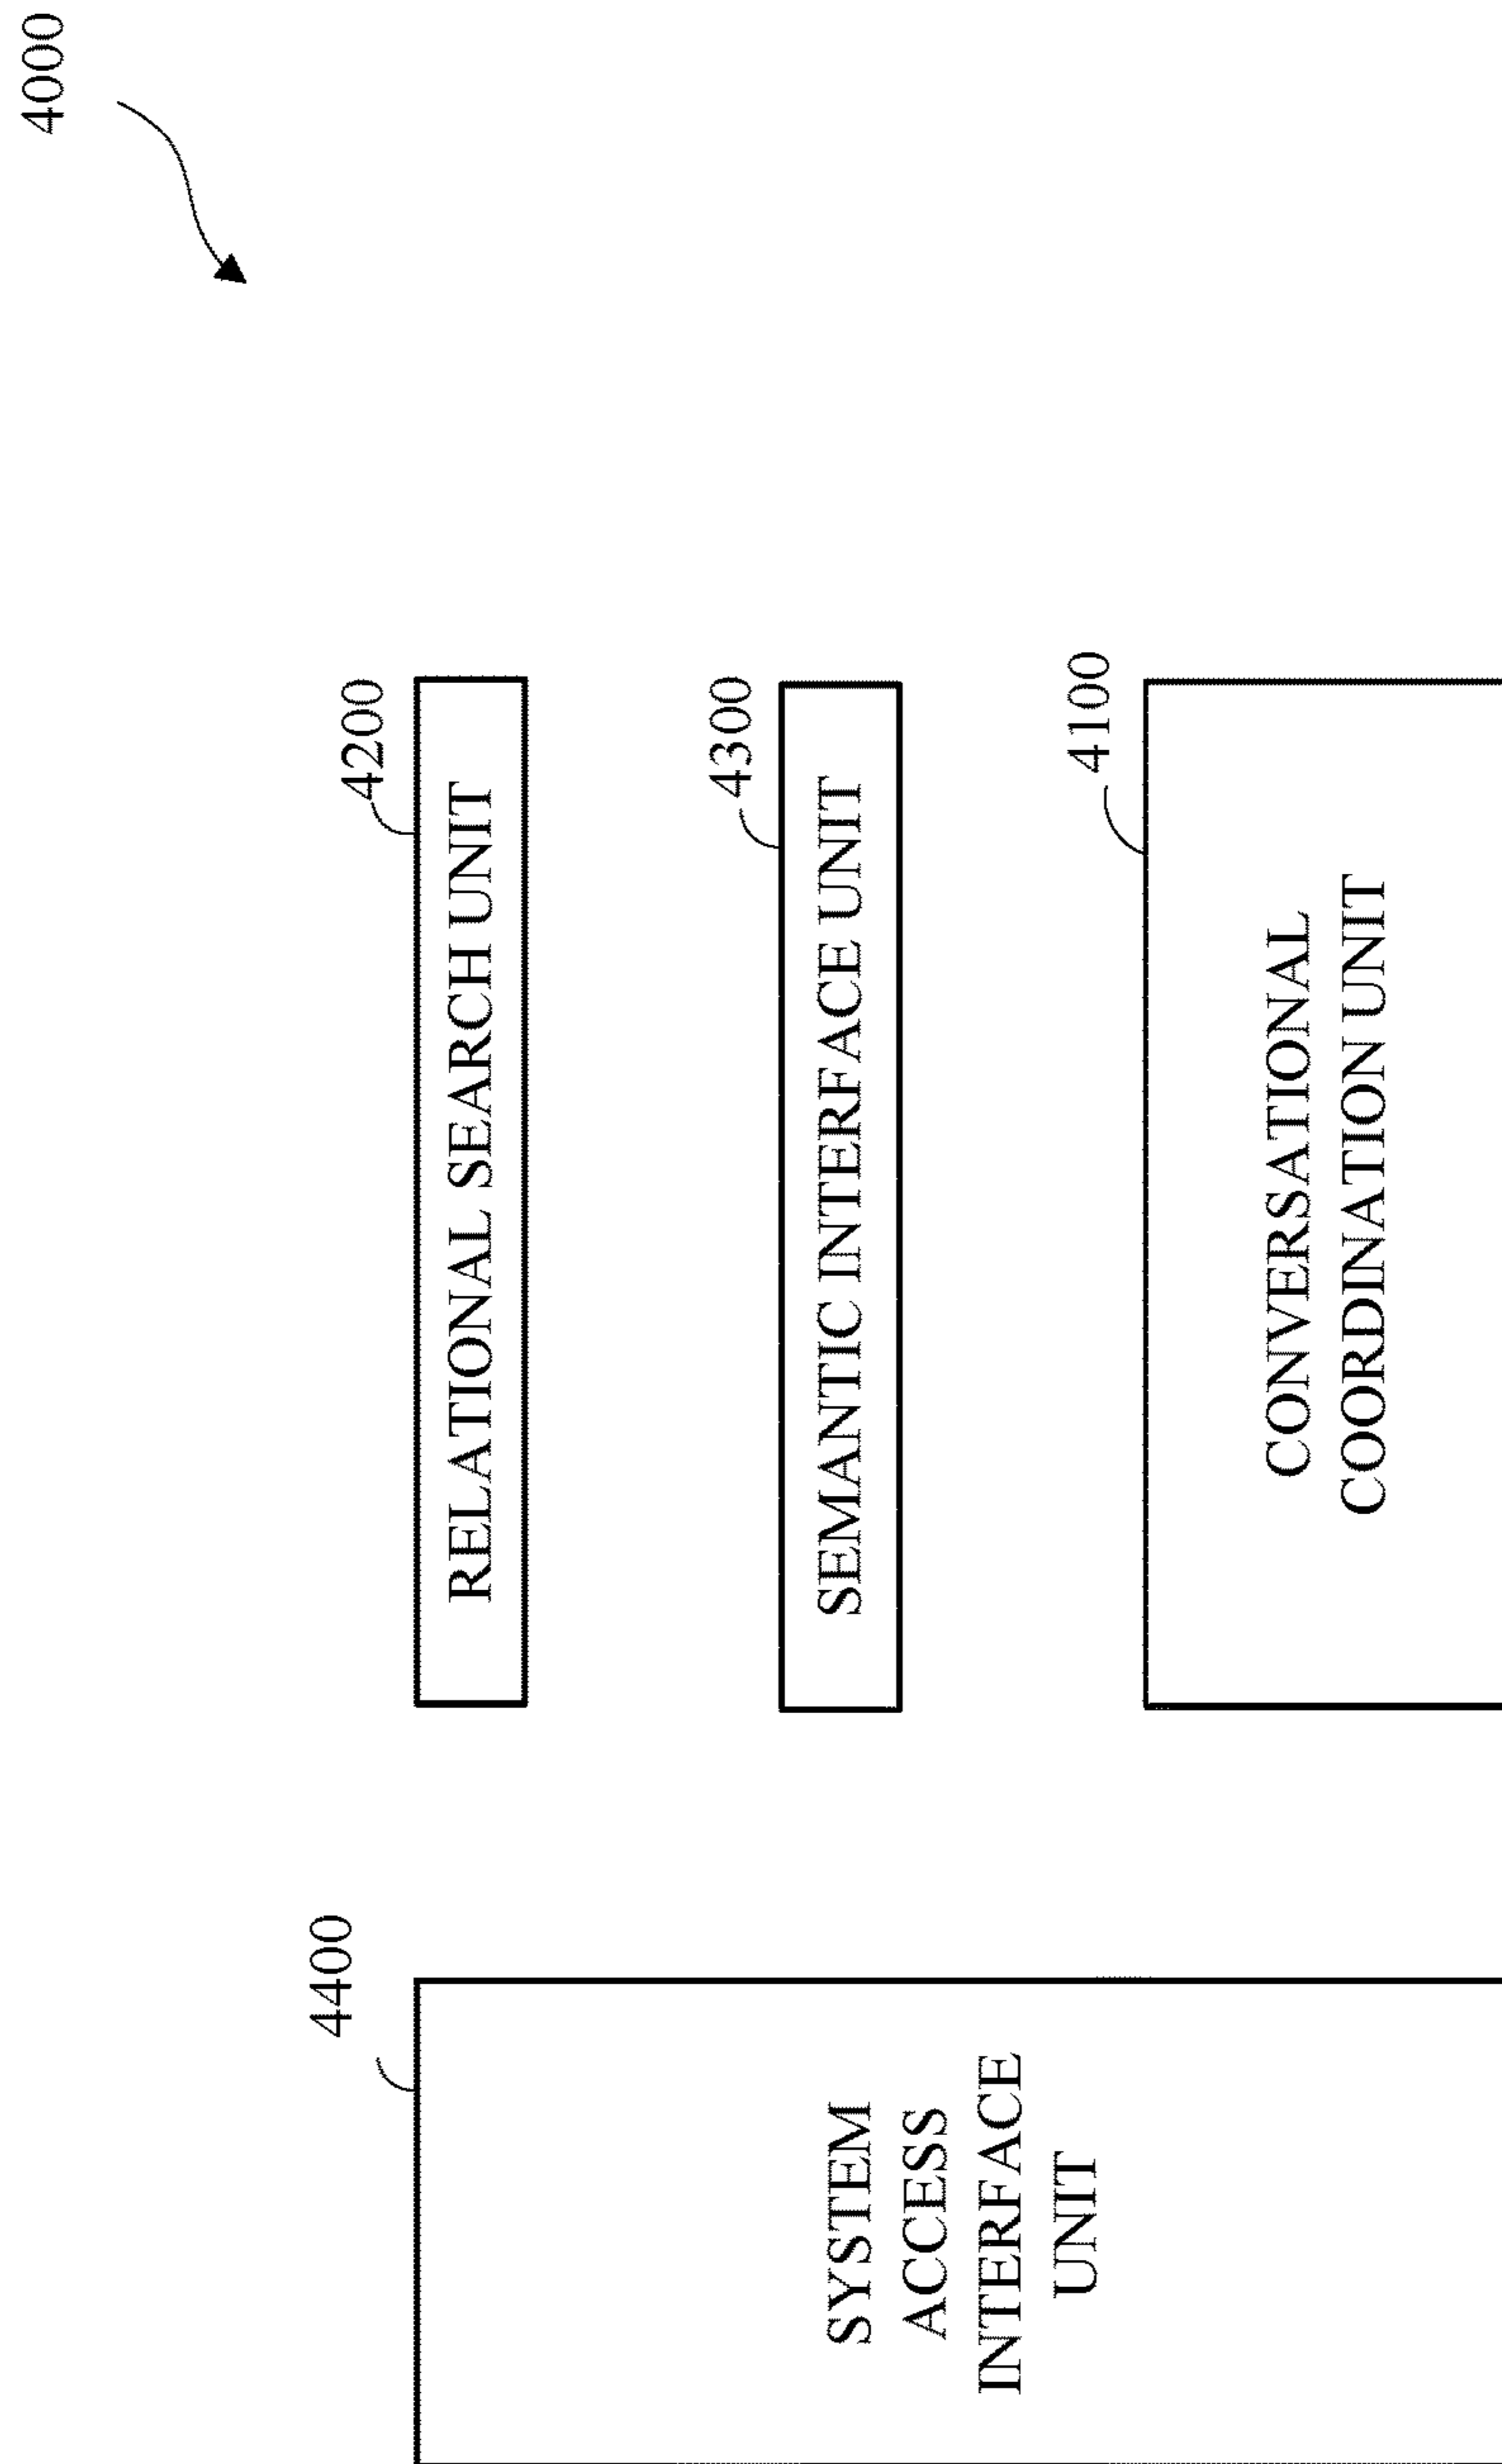 4000
4400
SYSTEM
ACCESS
INTERFACE
UNIT
4200
RELATIONAL SEARCH UNIT
4300
SEMANTIC INTERFACE UNIT
4100
CONVERSATIONAL
COORDINATION UNIT